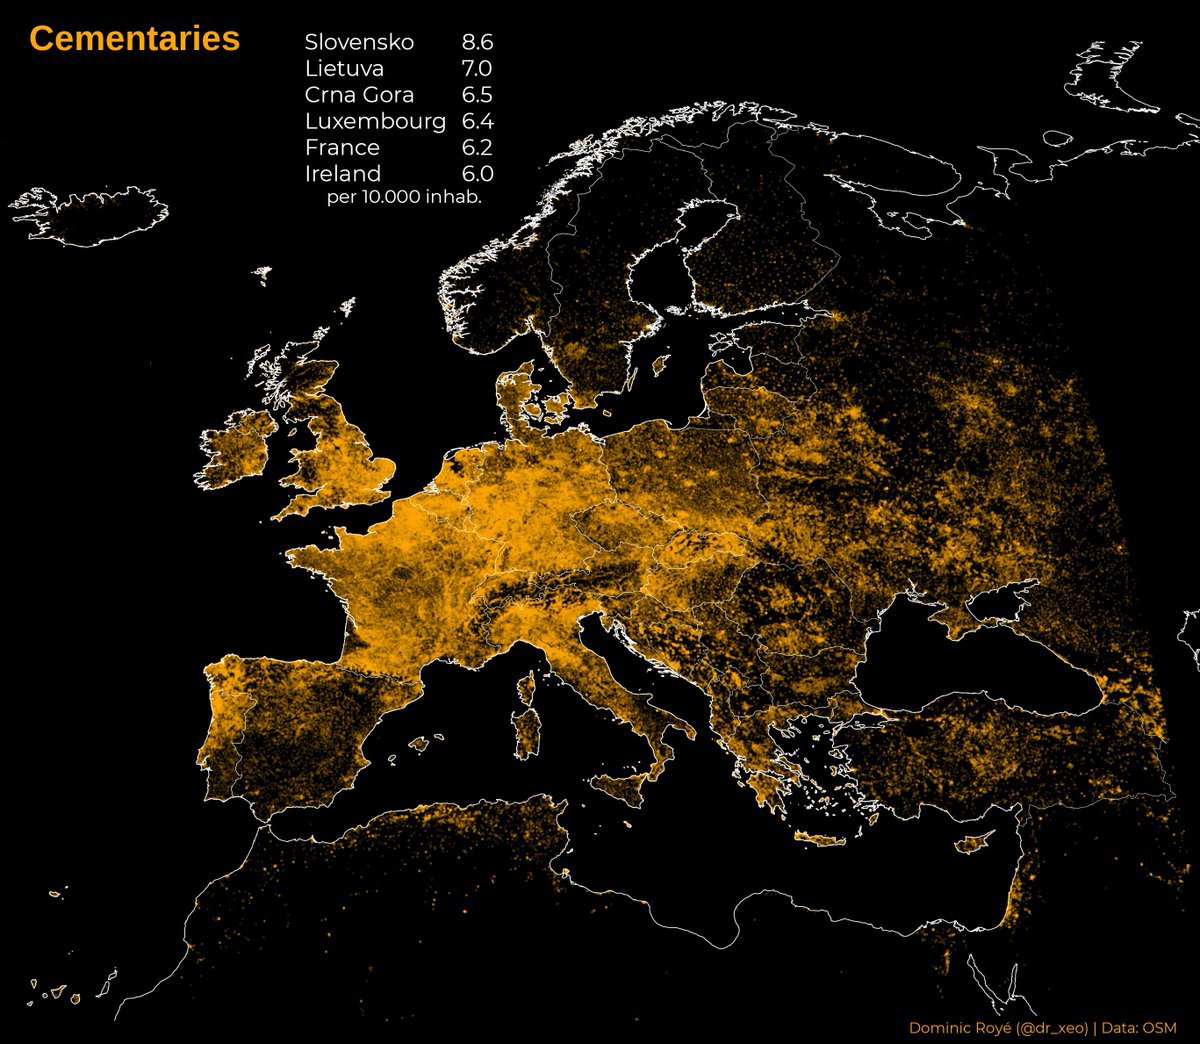 Cementaries
Slovensko 8.6
Lietuva 7.0
Crna Gora 6.5
Luxembourg 6.4
France 6.2
Ireland 6.0
per 10.000 inhab.
Dominic Royé (@dr_xeo) | Data: OSM